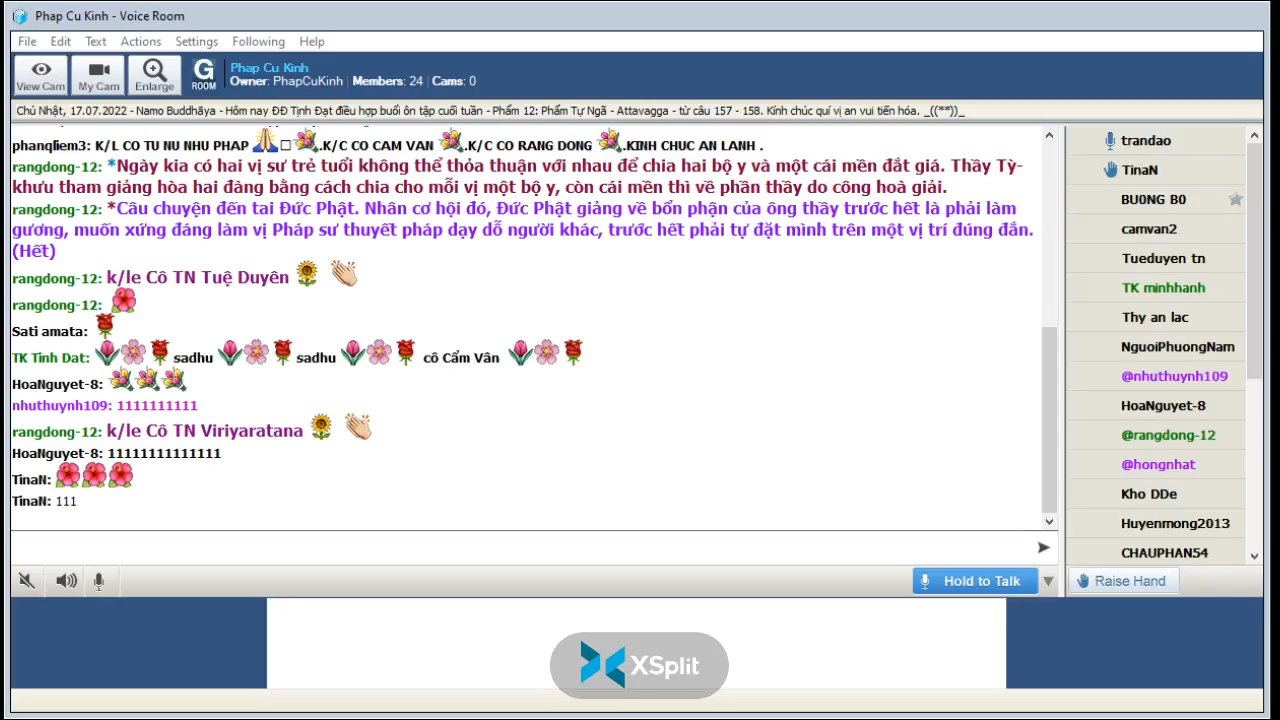 Phap Cu Kinh - Voice Room
File Edit Text Actions Settings Following Help
View Cam My Cam Enlarge G ROOM
Phap Cu Kinh
Owner: PhapCuKinh | Members: 24 | Cams: 0
Chủ Nhật, 17.07.2022 - Namo Buddhāya - Hôm nay ĐĐ Tịnh Đạt điều hợp buổi ôn tập cuối tuần - Phẩm 12: Phẩm Tự Ngã - Attavagga - từ câu 157 - 158. Kính chúc quí vị an vui tiến hóa. _((**))_
phanqliem3: K/L CO TU NU NHU PHAP .K/C CO CAM VAN .K/C CO RANG DONG .KINH CHUC AN LANH .
rangdong-12: *Ngày kia có hai vị sư trẻ tuổi không thể thỏa thuận với nhau để chia hai bộ y và một cái mền đắt giá. Thầy Tỳ-
khưu tham giảng hòa hai đàng bằng cách chia cho mỗi vị một bộ y, còn cái mền thì về phần thầy do công hoà giải.
rangdong-12: *Câu chuyện đến tai Đức Phật. Nhân cơ hội đó, Đức Phật giảng về bổn phận của ông thầy trước hết là phải làm
gương, muốn xứng đáng làm vị Pháp sư thuyết pháp dạy dỗ người khác, trước hết phải tự đặt mình trên một vị trí đúng đắn.
(Hết)
rangdong-12: k/le Cô TN Tuệ Duyên
rangdong-12:
Sati amata:
TK Tinh Dat: sadhu sadhu cô Cẩm Vân
HoaNguyet-8:
nhuthuynh109: 1111111111
rangdong-12: k/le Cô TN Viriyaratana
HoaNguyet-8: 11111111111111
TinaN:
TinaN: 111
Hold to Talk
trandao
TinaN
BU0NG B0
camvan2
Tueduyen tn
TK minhhanh
Thy an lac
NguoiPhuongNam
@nhuthuynh109
HoaNguyet-8
@rangdong-12
@hongnhat
Kho DDe
Huyenmong2013
CHAUPHAN54
Raise Hand
XSplit